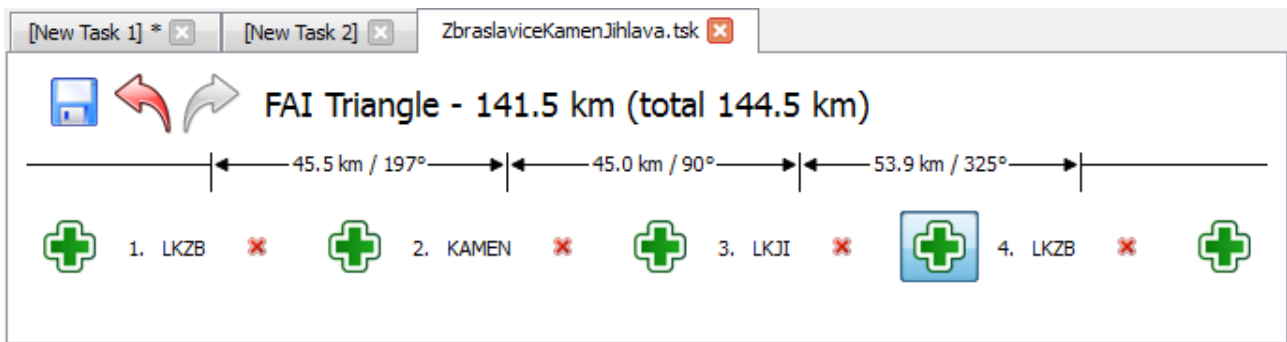 [New Task 1] * [New Task 2] ZbraslaviceKamenJihlava.tsk
FAI Triangle - 141.5 km (total 144.5 km)
45.5 km / 197° 45.0 km / 90° 53.9 km / 325°
1. LKZB 2. KAMEN 3. LKJI 4. LKZB